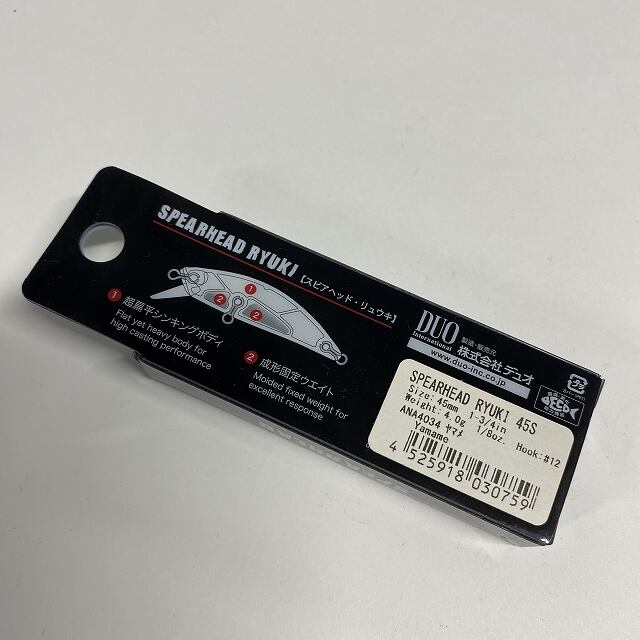 SPEARHEAD RYUKI [スピアヘッド・リュウキ]
1
2
2
1 超扁平シンキングボディ
Flat yet heavy body for
high casting performance
2 成形固定ウエイト
Molded fixed weight for
excellent response
DUO
International
製造・発売元
株式会社デュオ
www.duo-inc.co.jp
SPEARHEAD RYUKI 45S
Size: 45mm 1-3/4in
Weight: 4.0g 1/8oz. Hook:#12
ANA4034 ヤマメ
Yamame
4 525918 030759